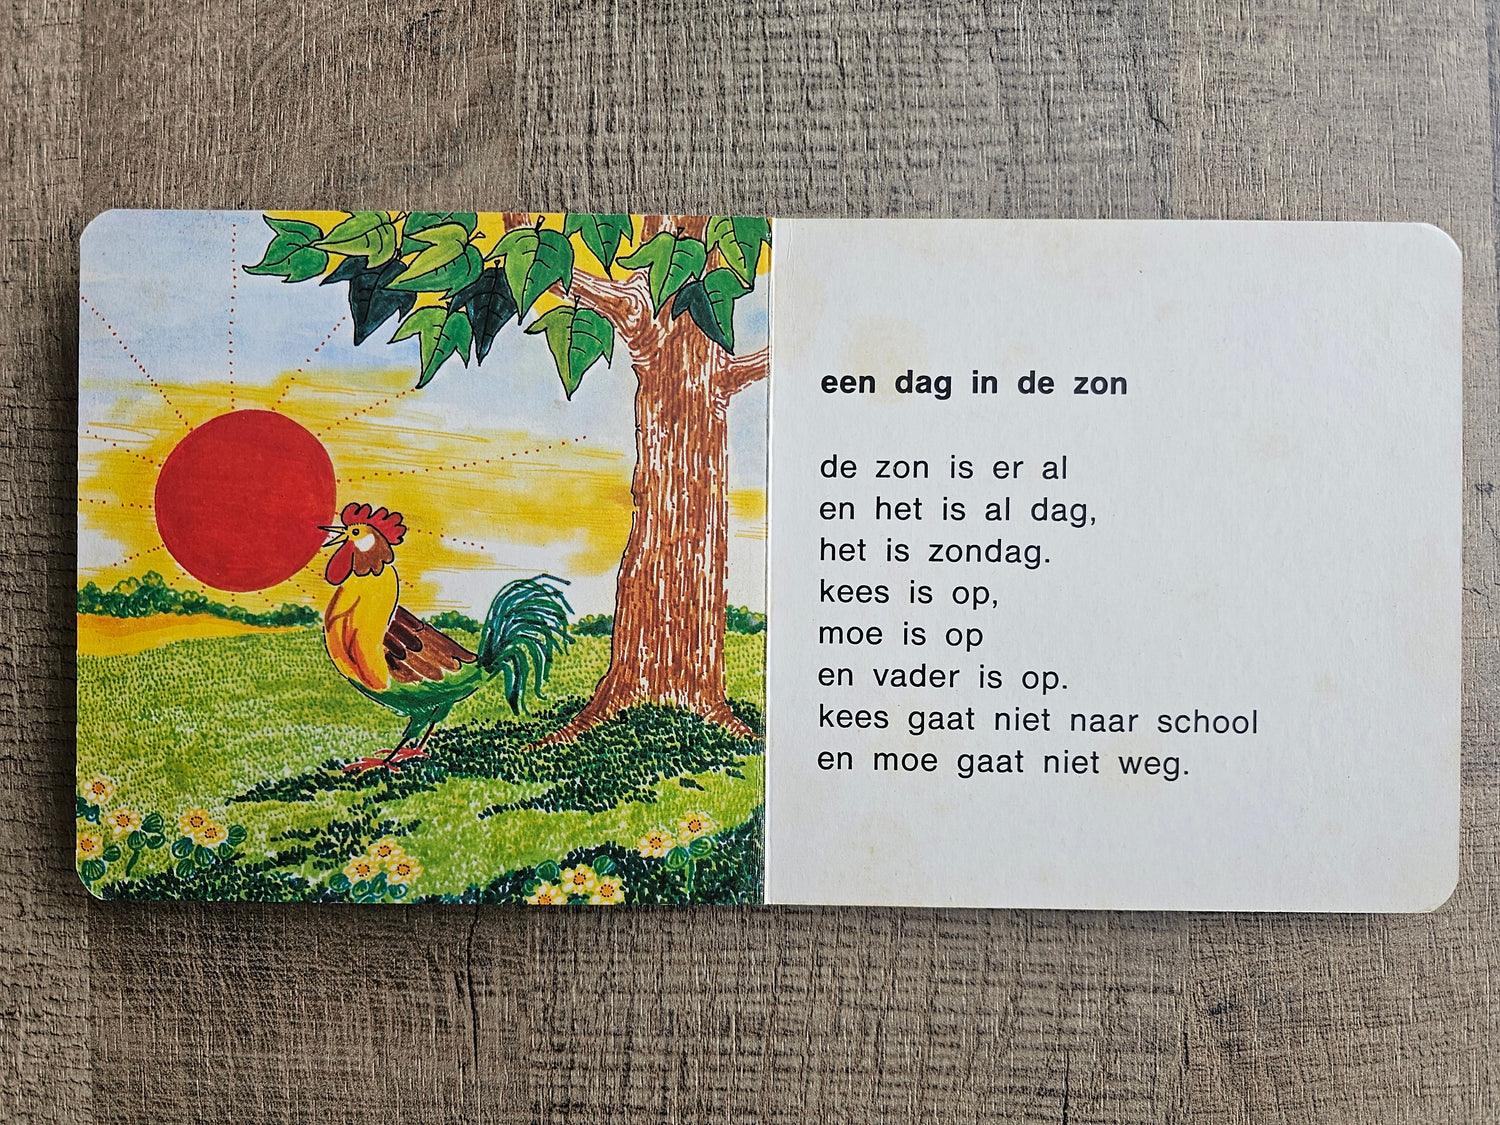 een dag in de zon
de zon is er al
en het is al dag,
het is zondag.
kees is op,
moe is op
en vader is op.
kees gaat niet naar school
en moe gaat niet weg.